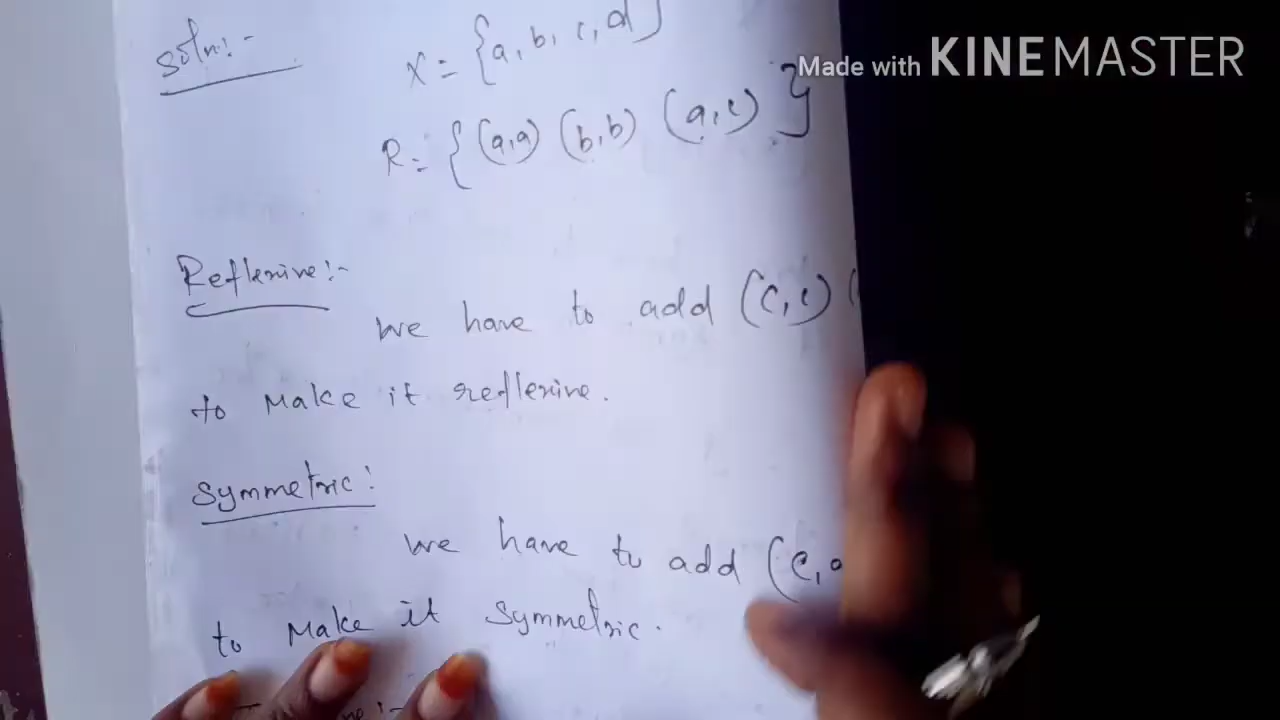 Soln:-
X = {a, b, c, d}
Made with KINEMASTER
R = {(a,a) (b,b) (a,c)}
Reflexive:-
We have to add (c,c) (
to make it reflexive.
Symmetric:
We have to add (c,a
to make it symmetric.